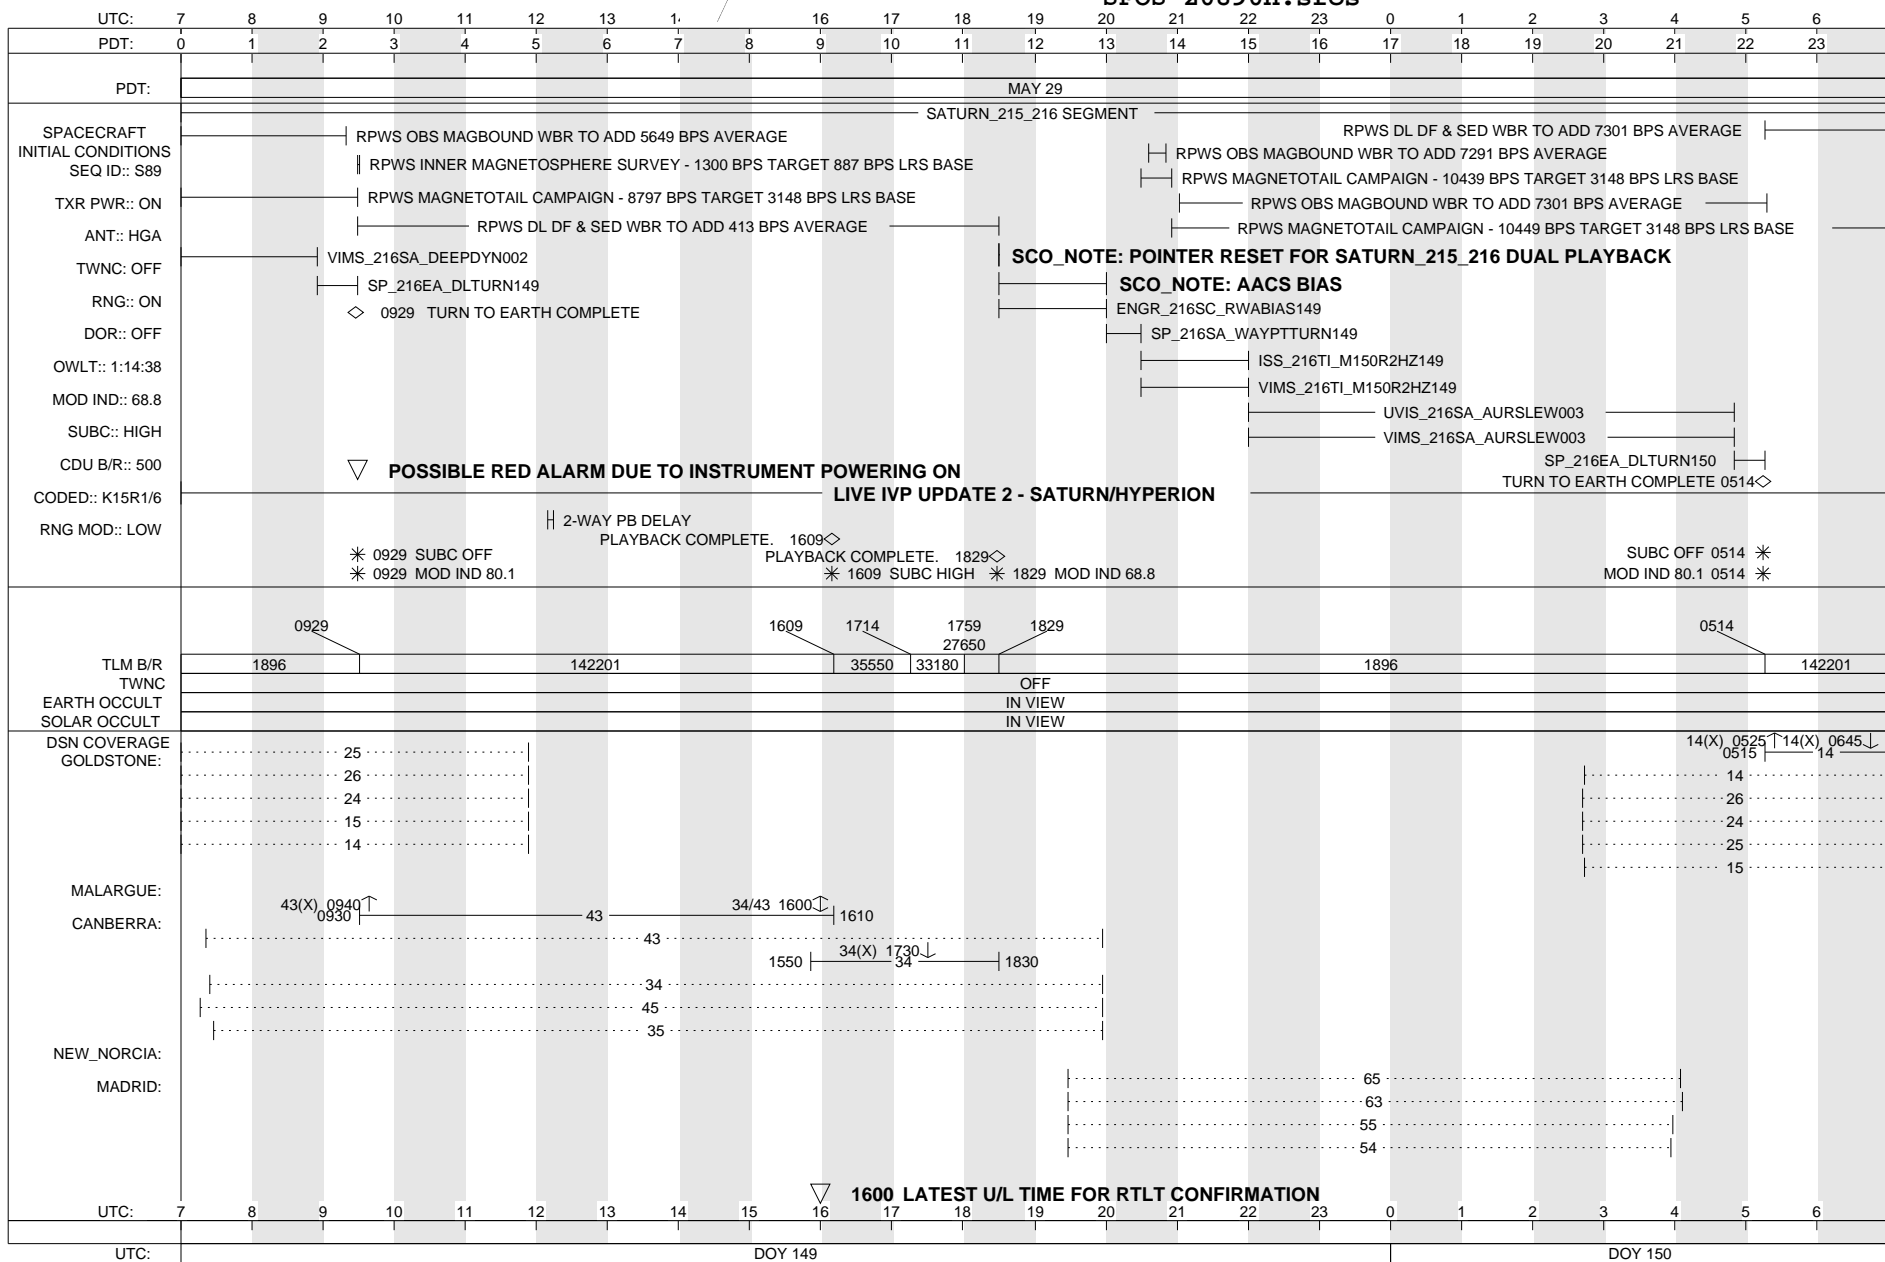 UTC: 7 8 9 10 11 12 13 16 17 18 19 20 21 22 23 0 1 2 3 4 5 6
PDT: 0 1 2 3 4 5 6 7 8 9 10 11 12 13 14 15 16 17 18 19 20 21 22 23
PDT: MAY 29
SATURN_215_216 SEGMENT
SPACECRAFT
INITIAL CONDITIONS
SEQ ID:: S89
TXR PWR:: ON
ANT:: HGA
TWNC: OFF
RNG:: ON
DOR:: OFF
OWLT:: 1:14:38
MOD IND:: 68.8
SUBC:: HIGH
CDU B/R:: 500
CODED:: K15R1/6
RNG MOD:: LOW
RPWS OBS MAGBOUND WBR TO ADD 5649 BPS AVERAGE
RPWS DL DF & SED WBR TO ADD 7301 BPS AVERAGE
RPWS OBS MAGBOUND WBR TO ADD 7291 BPS AVERAGE
RPWS INNER MAGNETOSPHERE SURVEY - 1300 BPS TARGET 887 BPS LRS BASE
RPWS MAGNETOTAIL CAMPAIGN - 10439 BPS TARGET 3148 BPS LRS BASE
RPWS MAGNETOTAIL CAMPAIGN - 8797 BPS TARGET 3148 BPS LRS BASE
RPWS OBS MAGBOUND WBR TO ADD 7301 BPS AVERAGE
RPWS DL DF & SED WBR TO ADD 413 BPS AVERAGE
RPWS MAGNETOTAIL CAMPAIGN - 10449 BPS TARGET 3148 BPS LRS BASE
VIMS_216SA_DEEPDYN002
SCO_NOTE: POINTER RESET FOR SATURN_215_216 DUAL PLAYBACK
SP_216EA_DLTURN149
SCO_NOTE: AACS BIAS
0929 TURN TO EARTH COMPLETE
ENGR_216SC_RWABIAS149
SP_216SA_WAYPTTURN149
ISS_216TI_M150R2HZ149
VIMS_216TI_M150R2HZ149
UVIS_216SA_AURSLEW003
VIMS_216SA_AURSLEW003
SP_216EA_DLTURN150
POSSIBLE RED ALARM DUE TO INSTRUMENT POWERING ON
TURN TO EARTH COMPLETE 0514
LIVE IVP UPDATE 2 - SATURN/HYPERION
2-WAY PB DELAY
PLAYBACK COMPLETE. 1609
0929 SUBC OFF
PLAYBACK COMPLETE. 1829
SUBC OFF 0514
0929 MOD IND 80.1
1609 SUBC HIGH
1829 MOD IND 68.8
MOD IND 80.1 0514
0929 1609 1714 1759 1829 0514
27650
TLM B/R 1896 142201 35550 33180 1896 142201
TWNC OFF
EARTH OCCULT IN VIEW
SOLAR OCCULT IN VIEW
DSN COVERAGE
14(X) 0525 14(X) 0645
GOLDSTONE: 25 0515 14
26 14
24 26
15 24
14 25
15
MALARGUE:
43(X) 0940 34/43 1600
CANBERRA: 0930 43 1610
43
34(X) 1730
1550 34 1830
34
45
35
NEW_NORCIA:
MADRID:
65
63
55
54
1600 LATEST U/L TIME FOR RTLT CONFIRMATION
UTC: 7 8 9 10 11 12 13 14 15 16 17 18 19 20 21 22 23 0 1 2 3 4 5 6
UTC: DOY 149 DOY 150